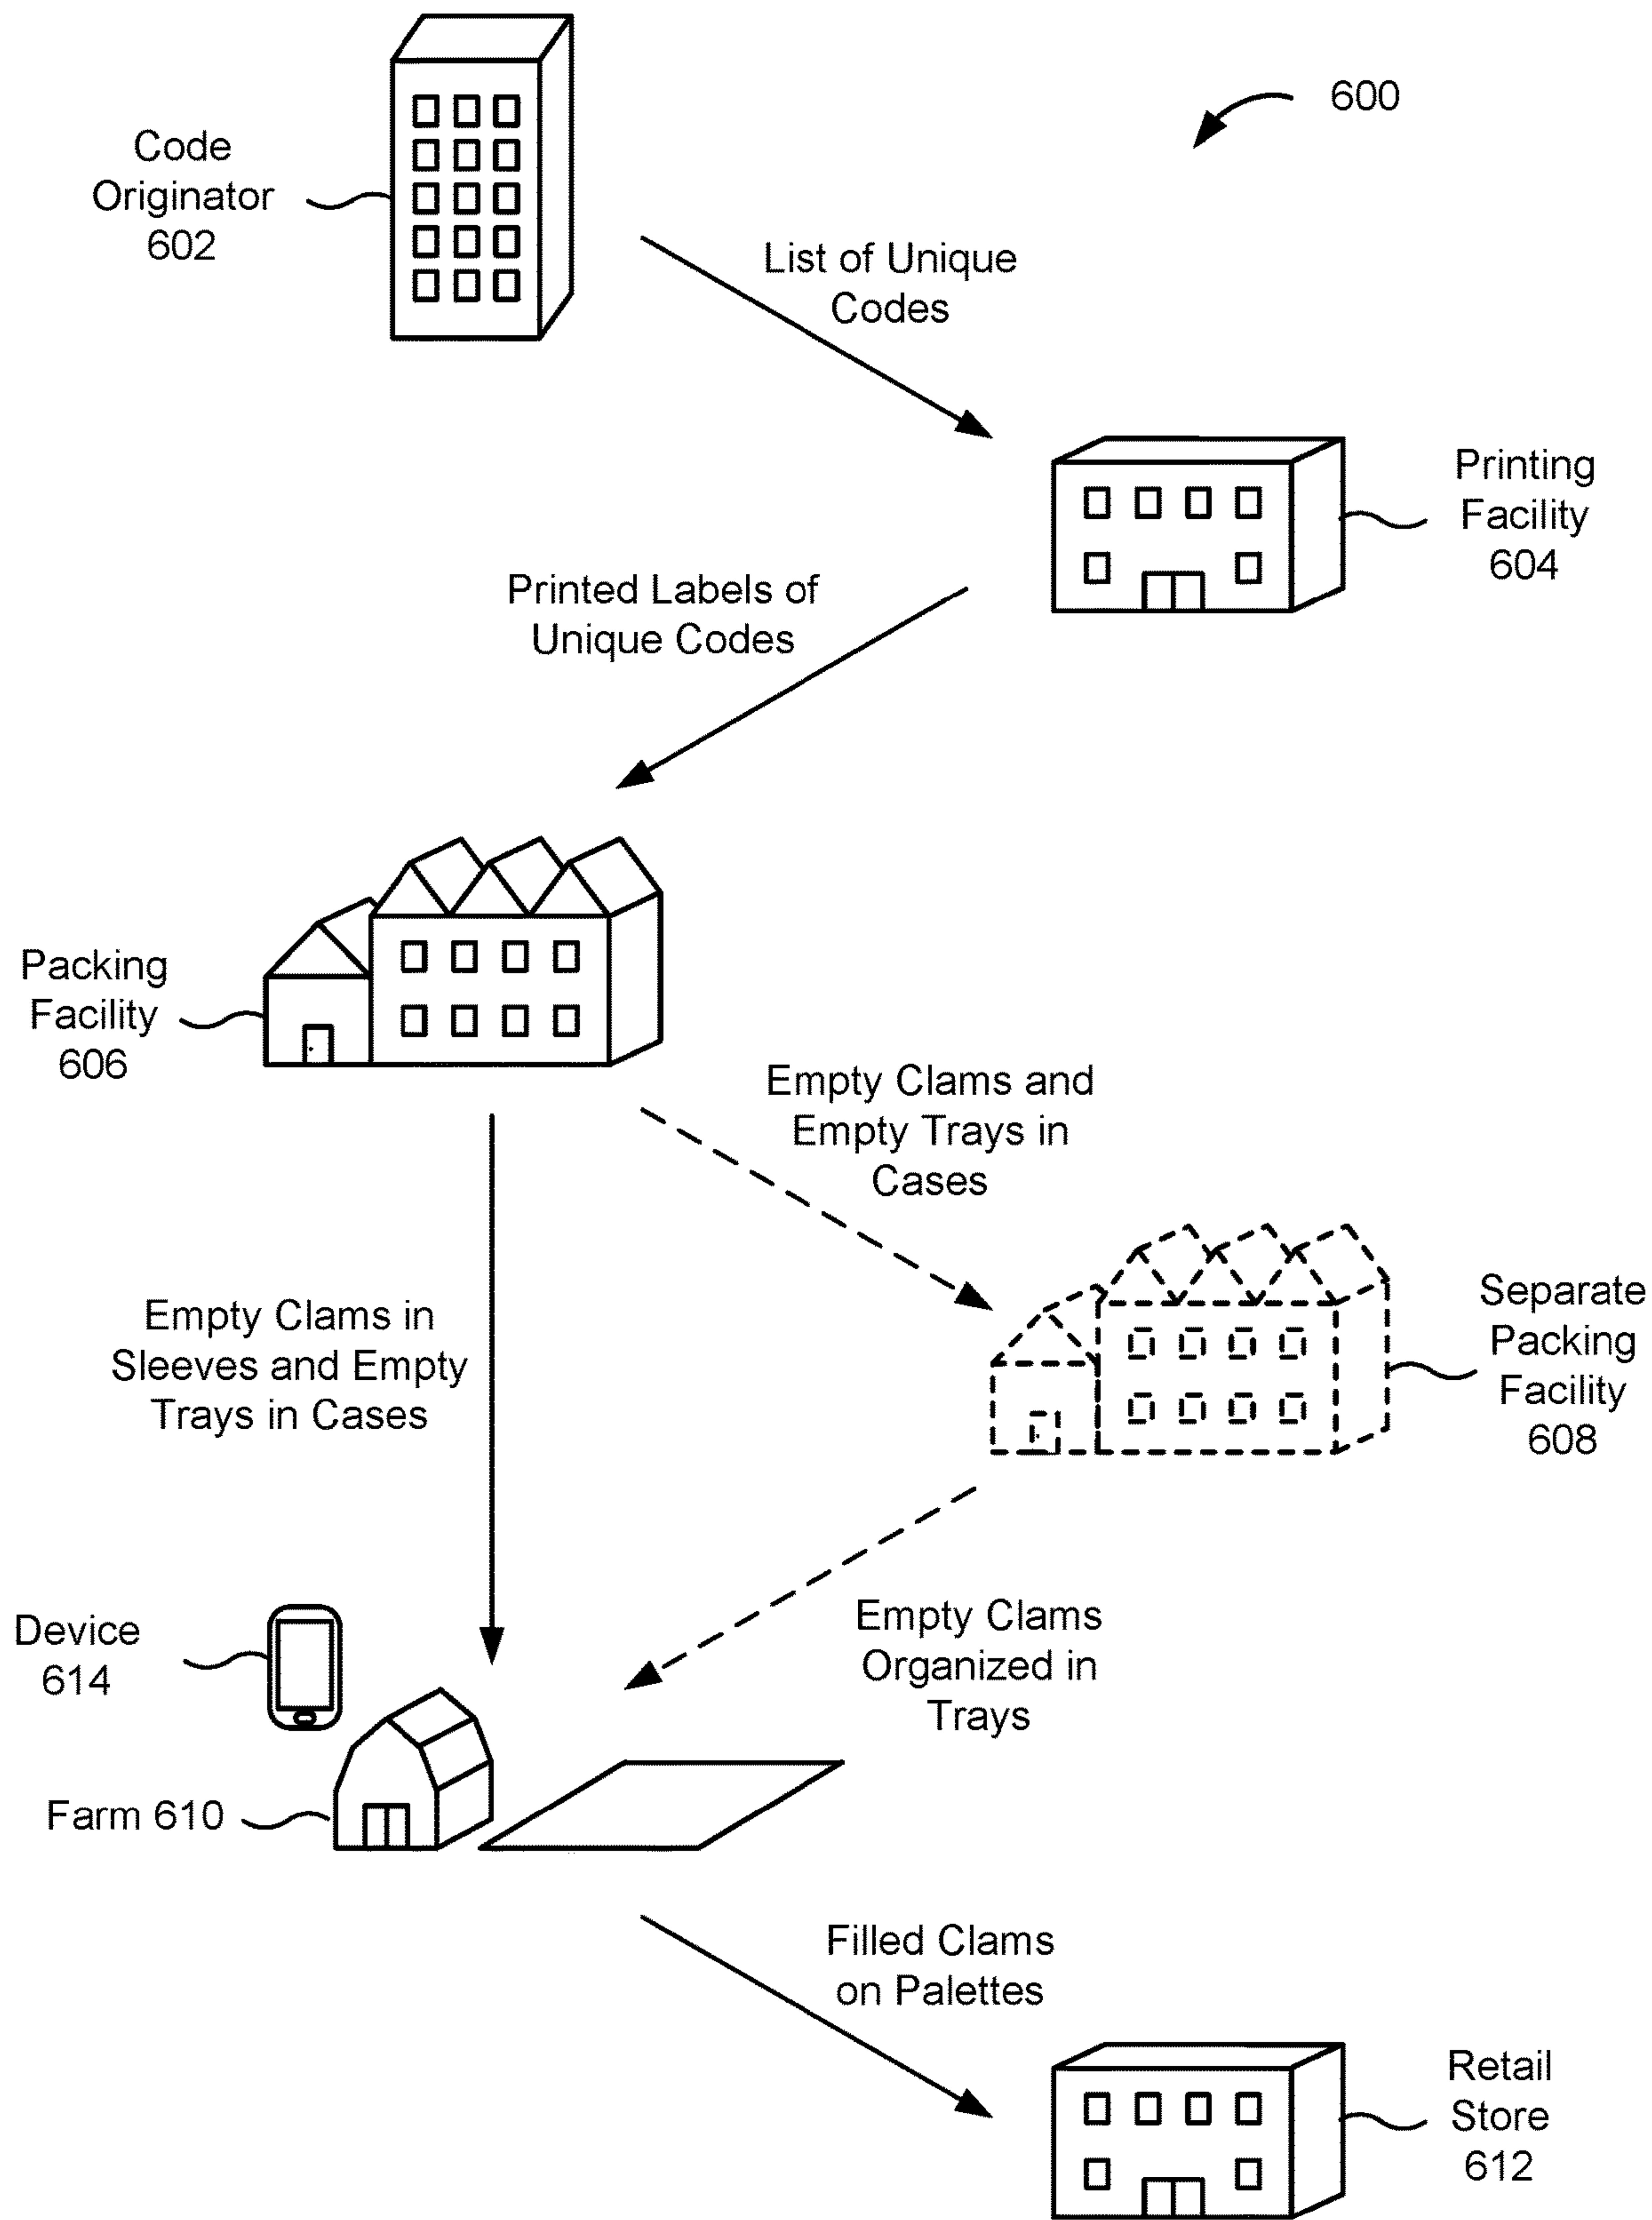 600
Code
Originator
602
List of Unique
Codes
Printing
Facility
604
Printed Labels of
Unique Codes
Packing
Facility
606
Empty Clams and
Empty Trays in
Cases
Empty Clams in
Sleeves and Empty
Trays in Cases
Separate
Packing
Facility
608
Device
614
Empty Clams
Organized in
Trays
Farm 610
Filled Clams
on Palettes
Retail
Store
612